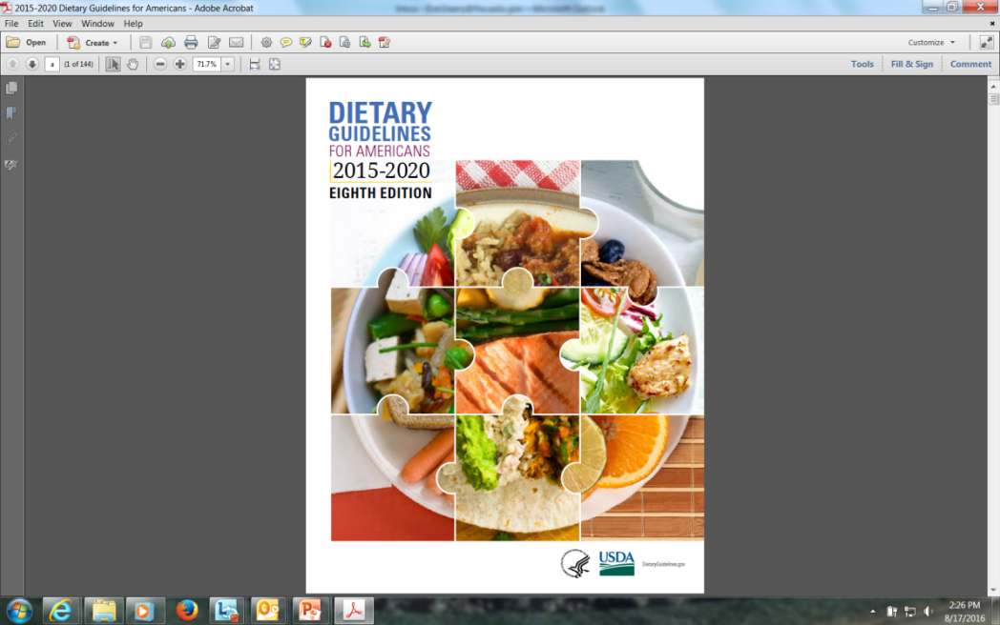 2015-2020 Dietary Guidelines for Americans - Adobe Acrobat
File Edit View Window Help
Open Create Customize
a (1 of 144) 71.7% Tools Fill & Sign Comment
DIETARY
GUIDELINES
FOR AMERICANS
2015-2020
EIGHTH EDITION
USDA DietaryGuidelines.gov
2:26 PM
8/17/2016